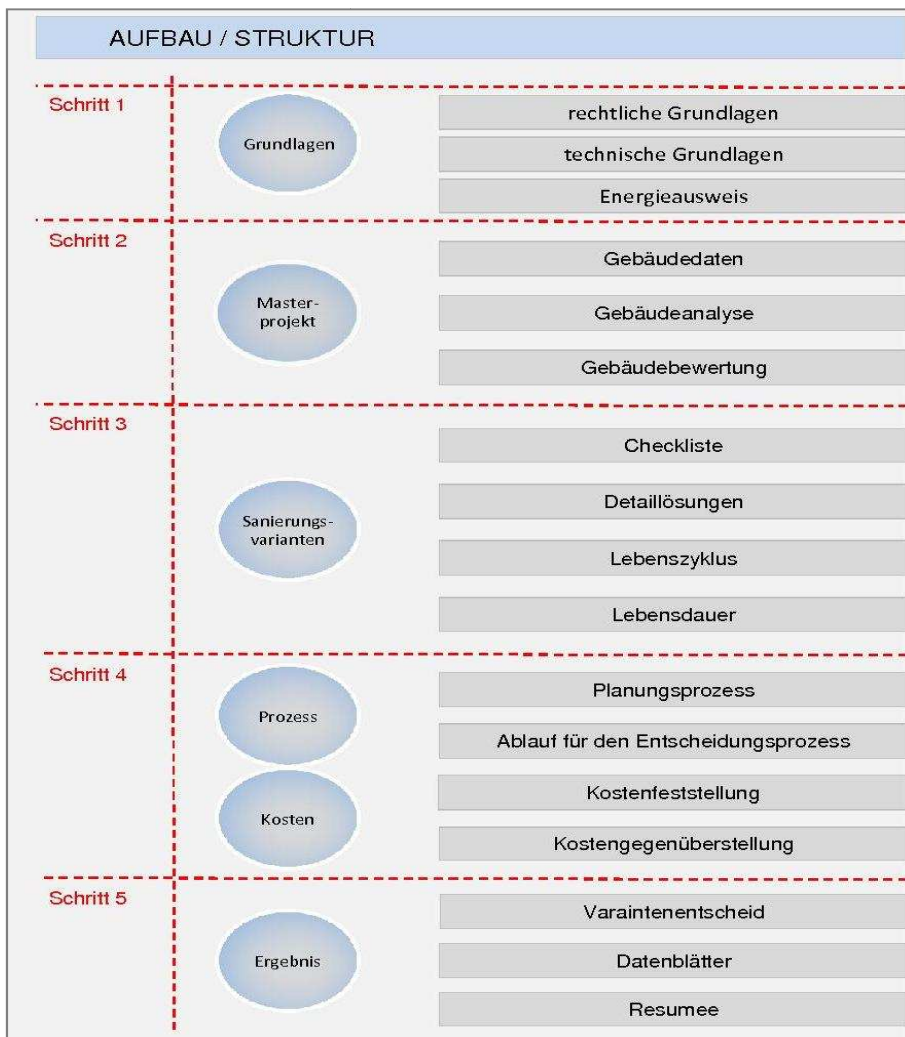 AUFBAU / STRUKTUR
Schritt 1
Grundlagen
rechtliche Grundlagen
technische Grundlagen
Energieausweis
Schritt 2
Master-
projekt
Gebäudedaten
Gebäudeanalyse
Gebäudebewertung
Schritt 3
Sanierungs-
varianten
Checkliste
Detaillösungen
Lebenszyklus
Lebensdauer
Schritt 4
Prozess
Planungsprozess
Ablauf für den Entscheidungsprozess
Kosten
Kostenfeststellung
Kostengegenüberstellung
Schritt 5
Ergebnis
Varaintenentscheid
Datenblätter
Resumee